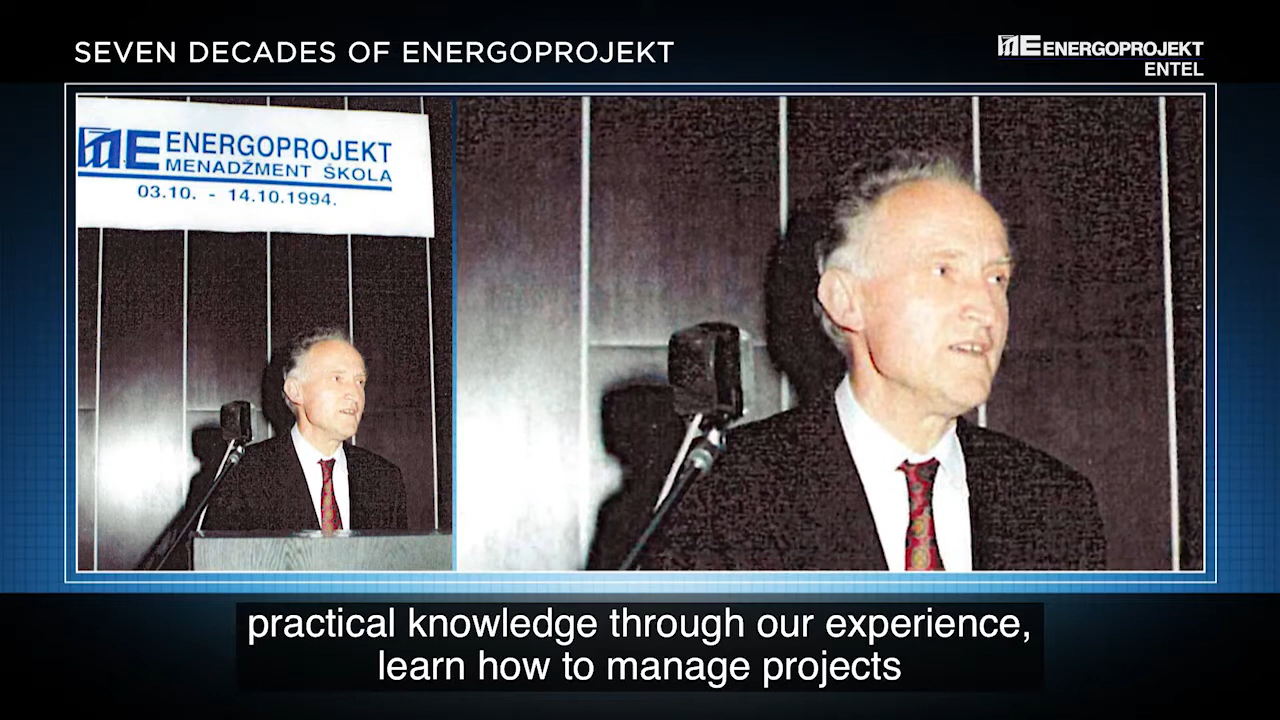 SEVEN DECADES OF ENERGOPROJEKT
ENERGOPROJEKT
ENTEL
ENERGOPROJEKT
MENADŽMENT ŠKOLA
03.10. - 14.10.1994.
practical knowledge through our experience,
learn how to manage projects